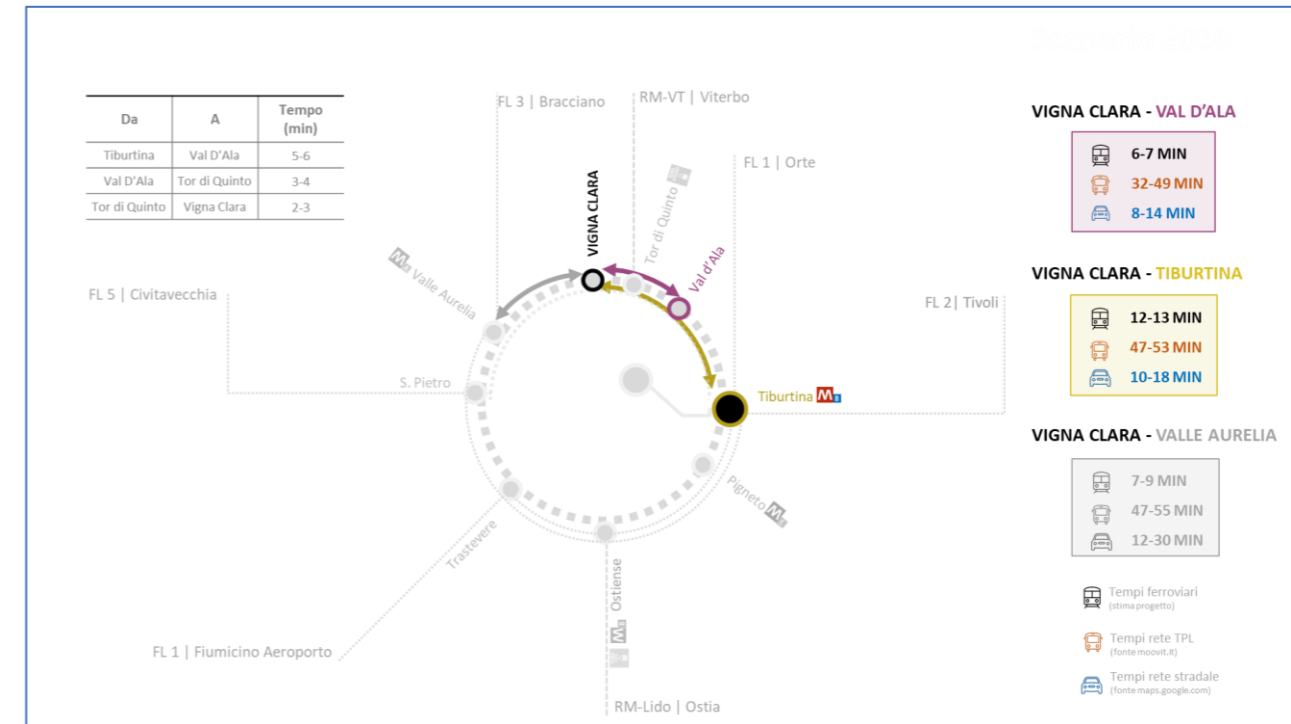 Da A Tempo (min)
Tiburtina Val D'Ala 5-6
Val D'Ala Tor di Quinto 3-4
Tor di Quinto Vigna Clara 2-3
FL 3 | Bracciano
RM-VT | Viterbo
FL 1 | Orte
VIGNA CLARA
Tor di Quinto
Val d'Ala
M Valle Aurelia
FL 5 | Civitavecchia
FL 2| Tivoli
S. Pietro
Tiburtina M B
Pigneto M
Trastevere
Ostiense
M
FL 1 | Fiumicino Aeroporto
RM-Lido | Ostia
VIGNA CLARA - VAL D'ALA
6-7 MIN
32-49 MIN
8-14 MIN
VIGNA CLARA - TIBURTINA
12-13 MIN
47-53 MIN
10-18 MIN
VIGNA CLARA - VALLE AURELIA
7-9 MIN
47-55 MIN
12-30 MIN
Tempi ferroviari
(stima progetto)
Tempi rete TPL
(fonte moovit.it)
Tempi rete stradale
(fonte maps.google.com)